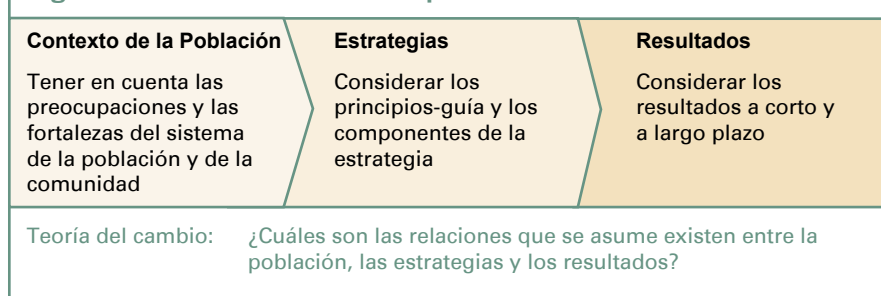 Contexto de la Población
Tener en cuenta las
preocupaciones y las
fortalezas del sistema
de la población y de la
comunidad
Estrategias
Considerar los
principios-guía y los
componentes de la
estrategia
Resultados
Considerar los
resultados a corto y
a largo plazo
Teoría del cambio: ¿Cuáles son las relaciones que se asume existen entre la
población, las estrategias y los resultados?